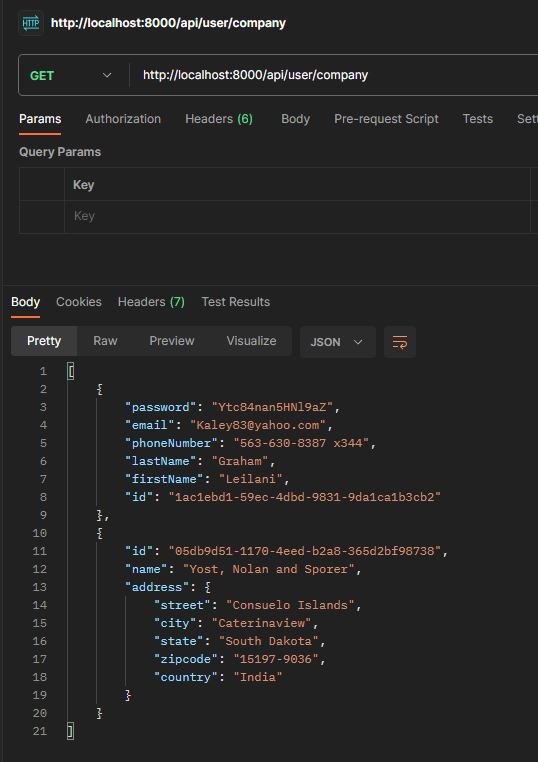 HTTP http://localhost:8000/api/user/company
GET http://localhost:8000/api/user/company
Params Authorization Headers (6) Body Pre-request Script Tests Sett
Query Params
Key
Key
Body Cookies Headers (7) Test Results
Pretty Raw Preview Visualize JSON
1 [
2 {
3 "password": "Ytc84nan5HNl9aZ",
4 "email": "Kaley83@yahoo.com",
5 "phoneNumber": "563-630-8387 x344",
6 "lastName": "Graham",
7 "firstName": "Leilani",
8 "id": "1ac1ebd1-59ec-4dbd-9831-9da1ca1b3cb2"
9 },
10 {
11 "id": "05db9d51-1170-4eed-b2a8-365d2bf98738",
12 "name": "Yost, Nolan and Sporer",
13 "address": {
14 "street": "Consuelo Islands",
15 "city": "Caterinaview",
16 "state": "South Dakota",
17 "zipcode": "15197-9036",
18 "country": "India"
19 }
20 }
21 ]